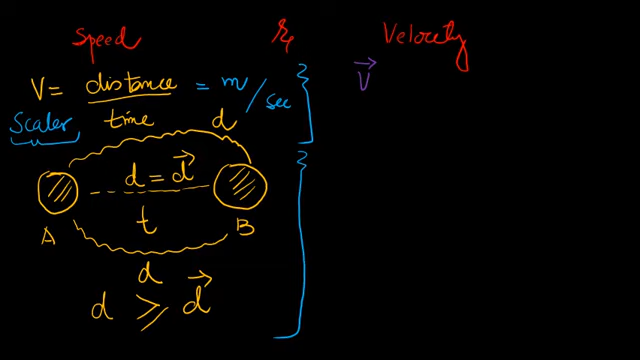 Speed & Velocity
V = distance / time = m/sec
Scaler
d
d = d⃗
t
A B
d
d ⩾ d⃗
V⃗